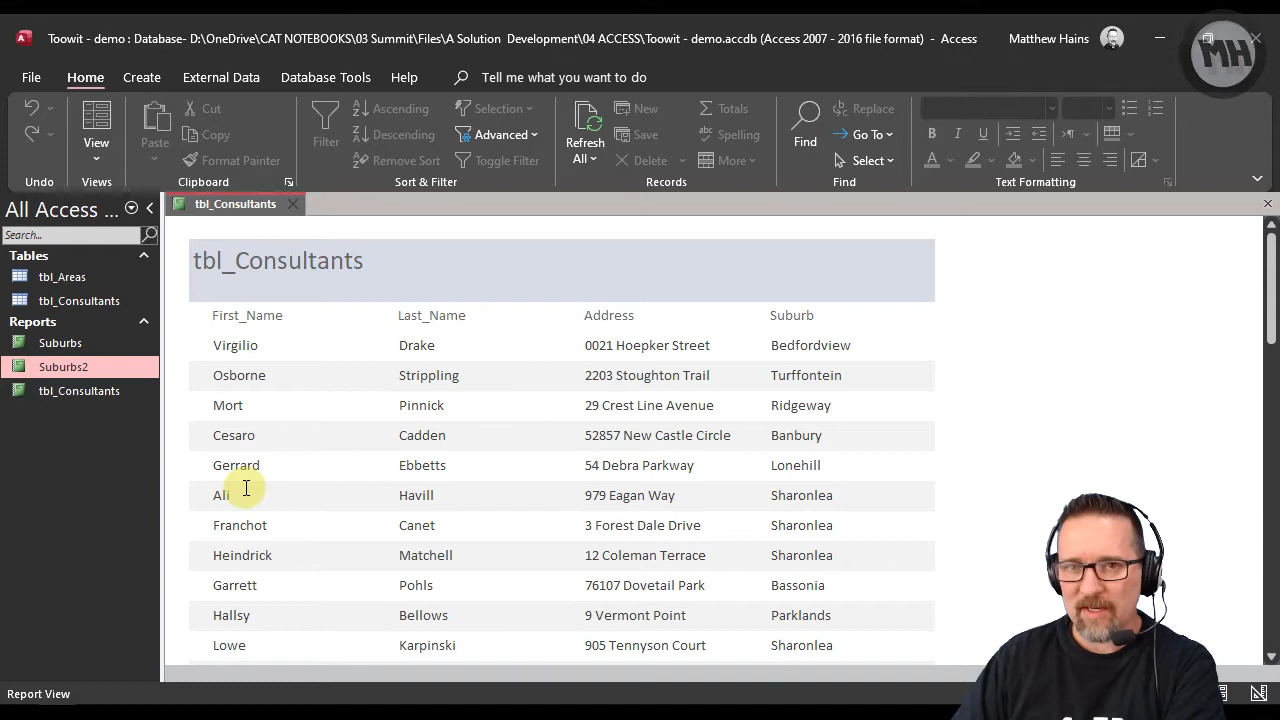 Toowit - demo : Database- D:\OneDrive\CAT NOTEBOOKS\03 Summit\Files\A Solution Development\04 ACCESS\Toowit - demo.accdb (Access 2007 - 2016 file format) - Access Matthew Hains
MH
File Home Create External Data Database Tools Help Tell me what you want to do
Cut Ascending Selection New Totals Replace
Descending Advanced Save Spelling Go To
Copy
View Paste Filter Refresh All Find
Format Painter Remove Sort Toggle Filter Delete More Select
Undo Views Clipboard Sort & Filter Records Find Text Formatting
All Access ...
Search...
Tables
tbl_Areas
tbl_Consultants
Reports
Suburbs
Suburbs2
tbl_Consultants
tbl_Consultants
tbl_Consultants
First_Name Last_Name Address Suburb
Virgilio Drake 0021 Hoepker Street Bedfordview
Osborne Strippling 2203 Stoughton Trail Turffontein
Mort Pinnick 29 Crest Line Avenue Ridgeway
Cesaro Cadden 52857 New Castle Circle Banbury
Gerrard Ebbetts 54 Debra Parkway Lonehill
Ali Havill 979 Eagan Way Sharonlea
Franchot Canet 3 Forest Dale Drive Sharonlea
Heindrick Matchell 12 Coleman Terrace Sharonlea
Garrett Pohls 76107 Dovetail Park Bassonia
Hallsy Bellows 9 Vermont Point Parklands
Lowe Karpinski 905 Tennyson Court Sharonlea
Report View